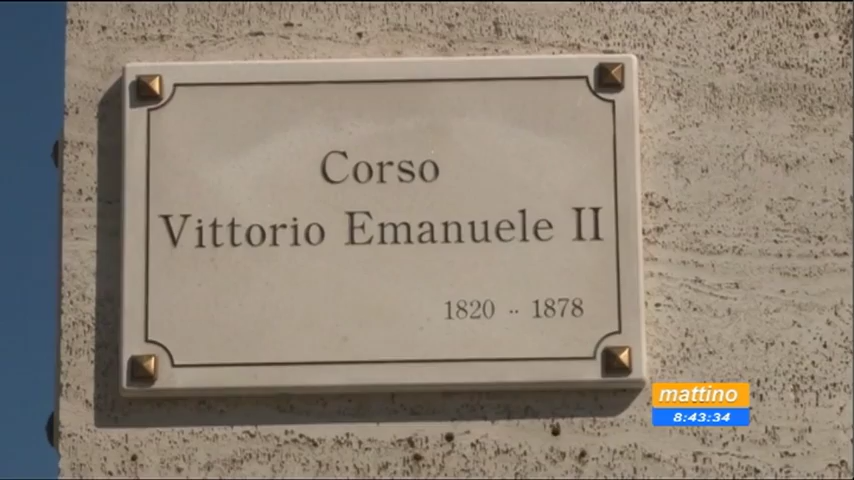 Corso
Vittorio Emanuele II
1820 -- 1878
mattino
8:43:34